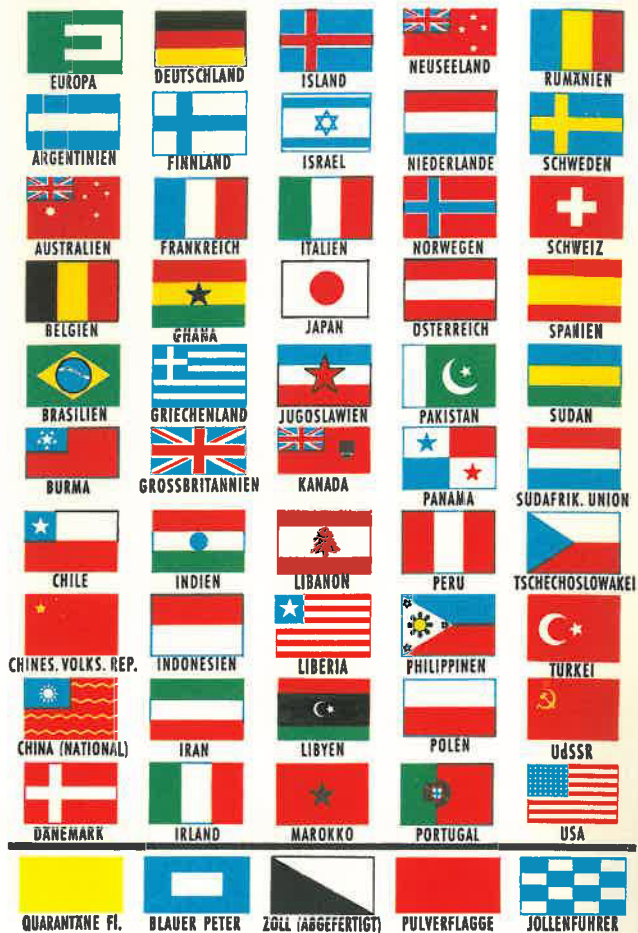 EUROPA
DEUTSCHLAND
ISLAND
NEUSEELAND
RUMÄNIEN
ARGENTINIEN
FINNLAND
ISRAEL
NIEDERLANDE
SCHWEDEN
AUSTRALIEN
FRANKREICH
ITALIEN
NORWEGEN
SCHWEIZ
BELGIEN
GHANA
JAPAN
ÖSTERREICH
SPANIEN
BRASILIEN
GRIECHENLAND
JUGOSLAWIEN
PAKISTAN
SUDAN
BURMA
GROSSBRITANNIEN
KANADA
PANAMA
SÜDAFRIK. UNION
CHILE
INDIEN
LIBANON
PERU
TSCHECHOSLOWAKEI
CHINES. VOLKS. REP.
INDONESIEN
LIBERIA
PHILIPPINEN
TÜRKEI
CHINA (NATIONAL)
IRAN
LIBYEN
POLEN
UdSSR
DÄNEMARK
IRLAND
MAROKKO
PORTUGAL
USA
QUARANTÄNE Fl.
BLAUER PETER
ZOLL (ABGEFERTIGT)
PULVERFLAGGE
JOLLENFÜHRER